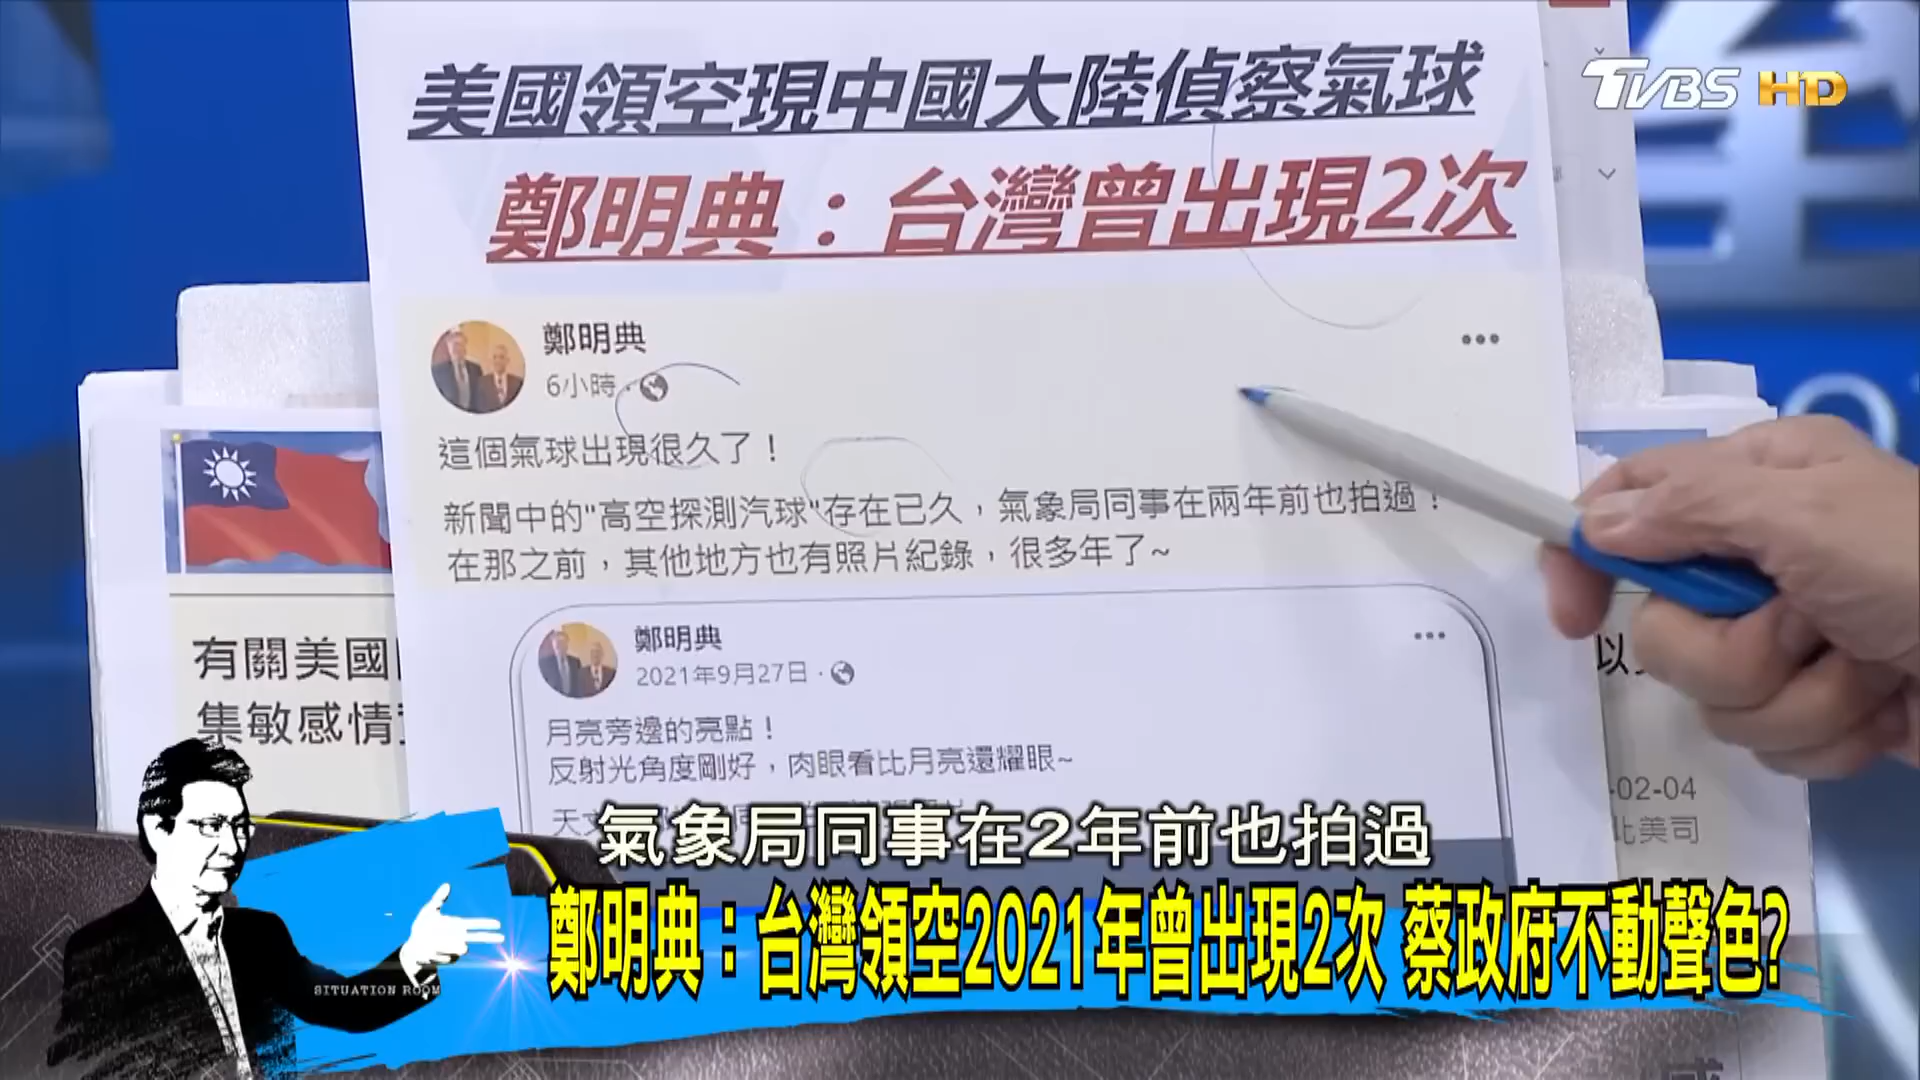 美國領空現中國大陸偵察氣球
TVBS HD
鄭明典：台灣曾出現2次
鄭明典
6小時
這個氣球出現很久了！
新聞中的"高空探測汽球"存在已久，氣象局同事在兩年前也拍過！
在那之前，其他地方也有照片紀錄，很多年了~
有關美國
集敏感情
以
鄭明典
2021年9月27日
月亮旁邊的亮點！
反射光角度剛好，肉眼看比月亮還耀眼~
-02-04
北美司
天文
氣象局同事在2年前也拍過
鄭明典：台灣領空2021年曾出現2次 蔡政府不動聲色?
SITUATION ROOM